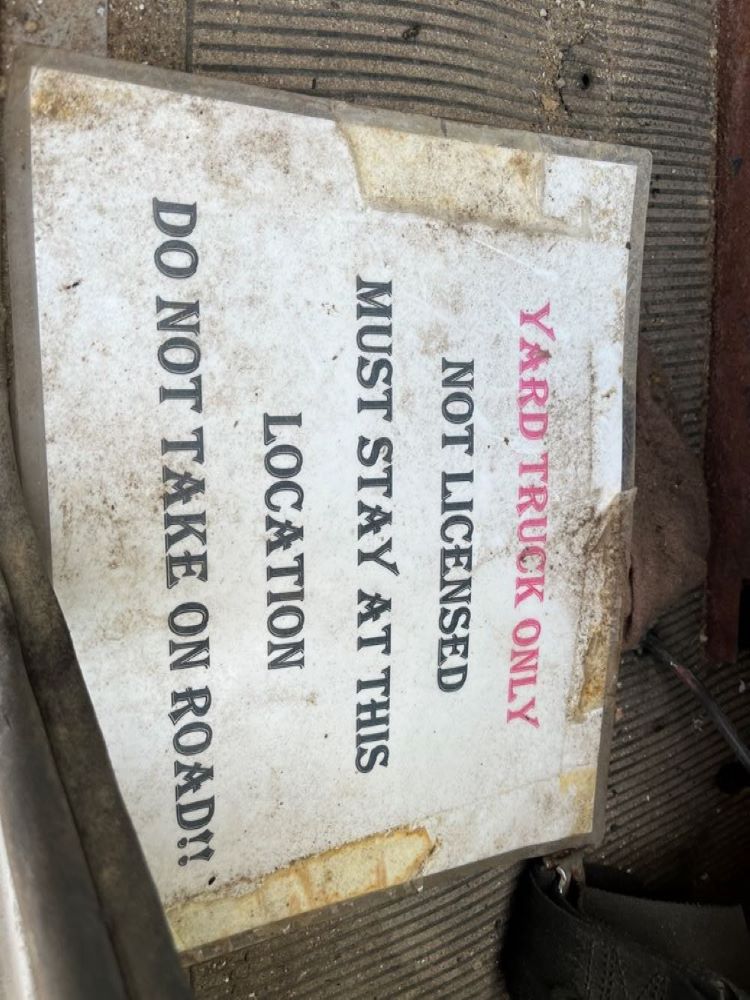 YARD TRUCK ONLY
NOT LICENSED
MUST STAY AT THIS
LOCATION
DO NOT TAKE ON ROAD!!